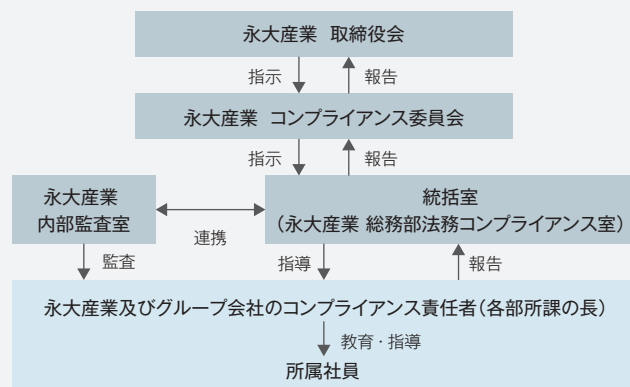 永大産業 取締役会
指示
報告
永大産業 コンプライアンス委員会
指示
報告
永大産業
内部監査室
連携
統括室
（永大産業 総務部法務コンプライアンス室）
監査
指導
報告
永大産業及びグループ会社のコンプライアンス責任者（各部所課の長）
教育・指導
所属社員